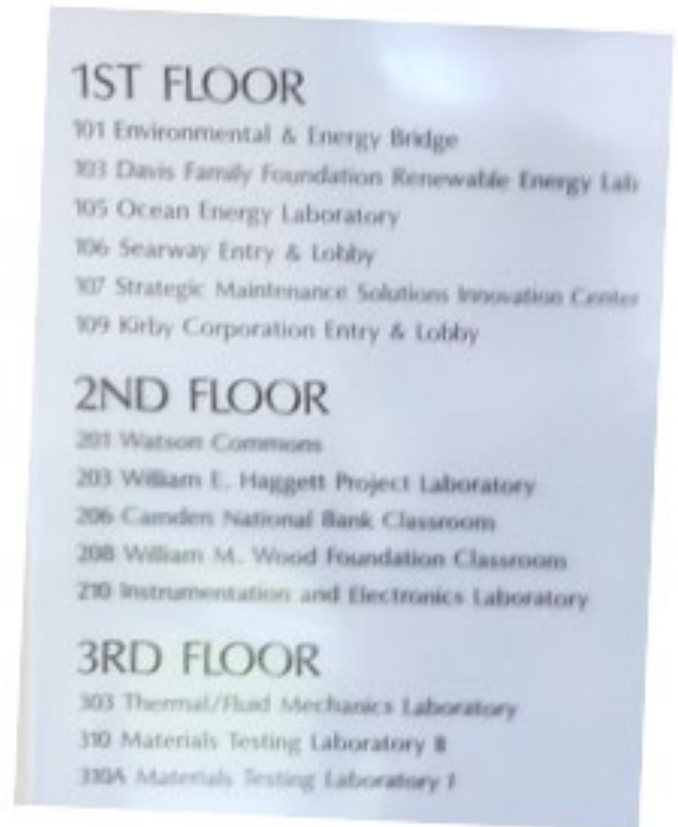 1ST FLOOR
101 Environmental & Energy Bridge
103 Davis Family Foundation Renewable Energy Lab
105 Ocean Energy Laboratory
106 Searway Entry & Lobby
107 Strategic Maintenance Solutions Innovation Center
109 Kirby Corporation Entry & Lobby
2ND FLOOR
201 Watson Commons
203 William E. Haggett Project Laboratory
206 Camden National Bank Classroom
208 William M. Wood Foundation Classroom
210 Instrumentation and Electronics Laboratory
3RD FLOOR
303 Thermal/Fluid Mechanics Laboratory
310 Materials Testing Laboratory II
310A Materials Testing Laboratory I